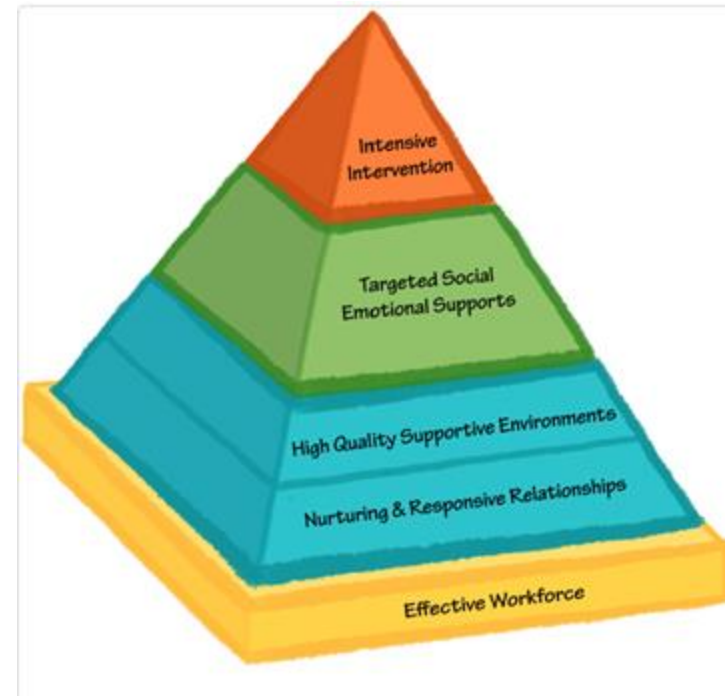 Intensive
Intervention
Targeted Social
Emotional Supports
High Quality Supportive Environments
Nurturing & Responsive Relationships
Effective Workforce